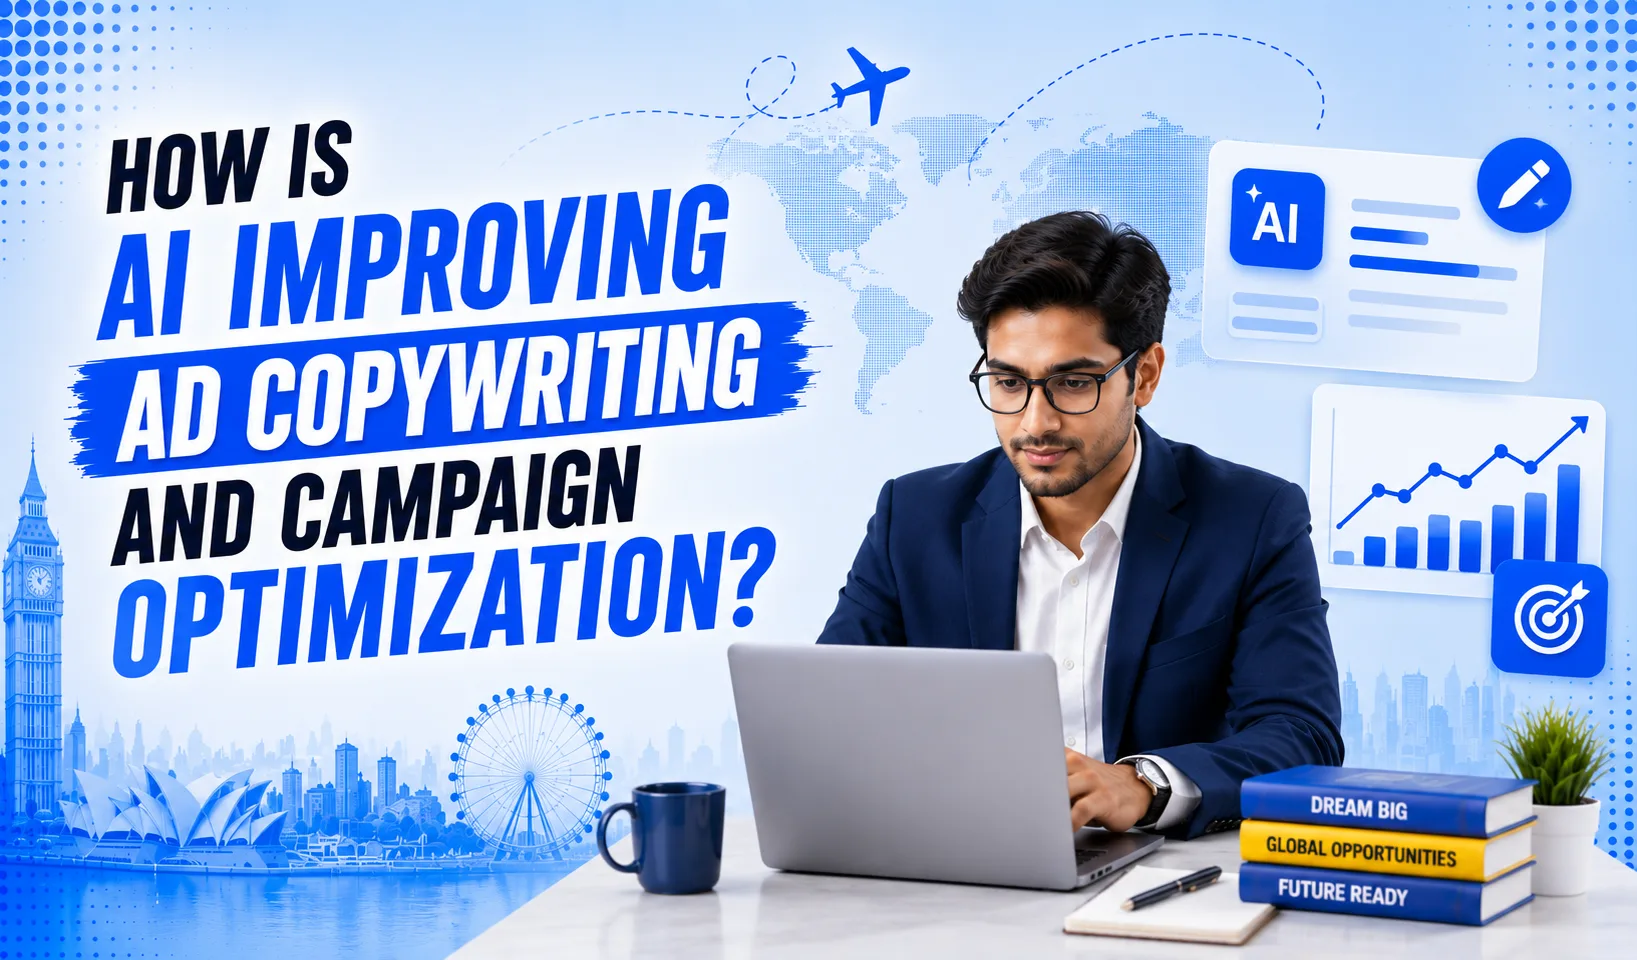 HOW IS
AI IMPROVING
AD COPYWRITING
AND CAMPAIGN
OPTIMIZATION?
AI
DREAM BIG
GLOBAL OPPORTUNITIES
FUTURE READY